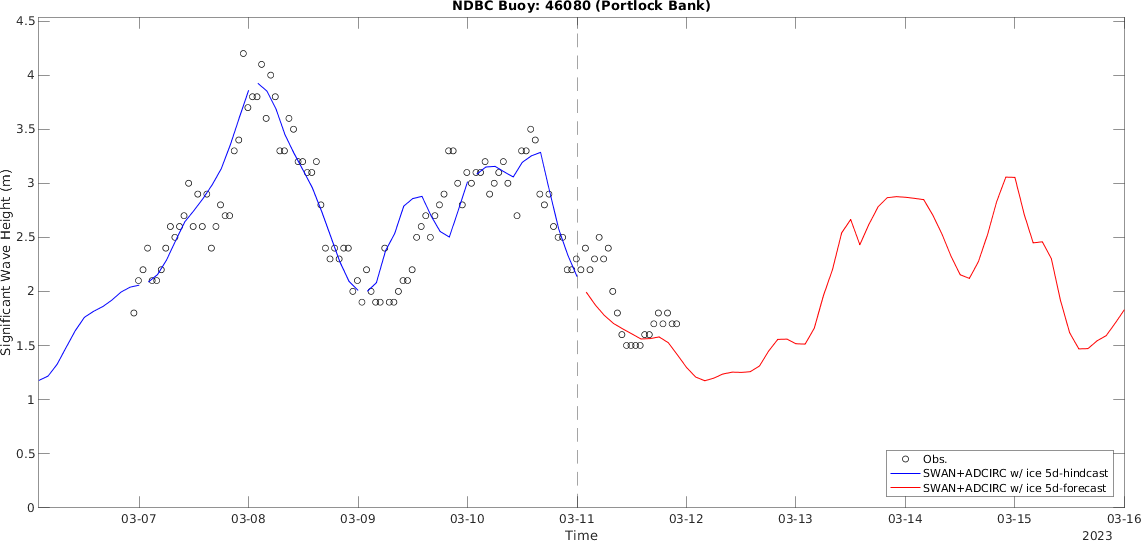 NDBC Buoy: 46080 (Portlock Bank)
4.5
4
3.5
3
2.5
2
1.5
1
0.5
0
Significant Wave Height (m)
Obs.
SWAN+ADCIRC w/ ice 5d-hindcast
SWAN+ADCIRC w/ ice 5d-forecast
03-07 03-08 03-09 03-10 03-11 03-12 03-13 03-14 03-15 03-16
Time
2023